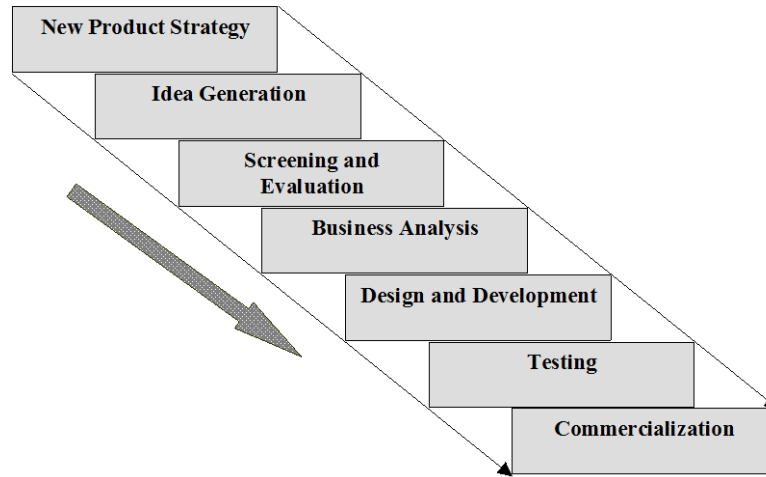 New Product Strategy
Idea Generation
Screening and
Evaluation
Business Analysis
Design and Development
Testing
Commercialization